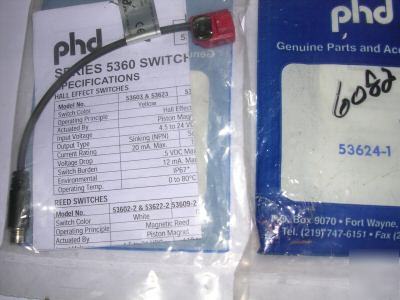 phd
SERIES 5360 SWITCH
SPECIFICATIONS
HALL EFFECT SWITCHES
Model No. 53603 & 53623
Switch Color Yellow
Operating Principle Hall Effect
Actuated By Piston Magnet
Input Voltage 4.5 to 24 VDC
Output Type Sinking (NPN)
Current Rating 20 mA. Max.
Voltage Drop .5 VDC Max.
Switch Burden 12 mA. Max.
Environmental IP67*
Operating Temp. 0 to 80°C
REED SWITCHES
Model No. 53602-2 & 53622-2 53609-2
Switch Color White
Operating Principle Magnetic Reed
Actuated By Piston Magnet
phd
Genuine Parts and
6082
53624-1
P.O. Box 9070 • Fort Wayne,
Tel. (219)747-6151 • Fax